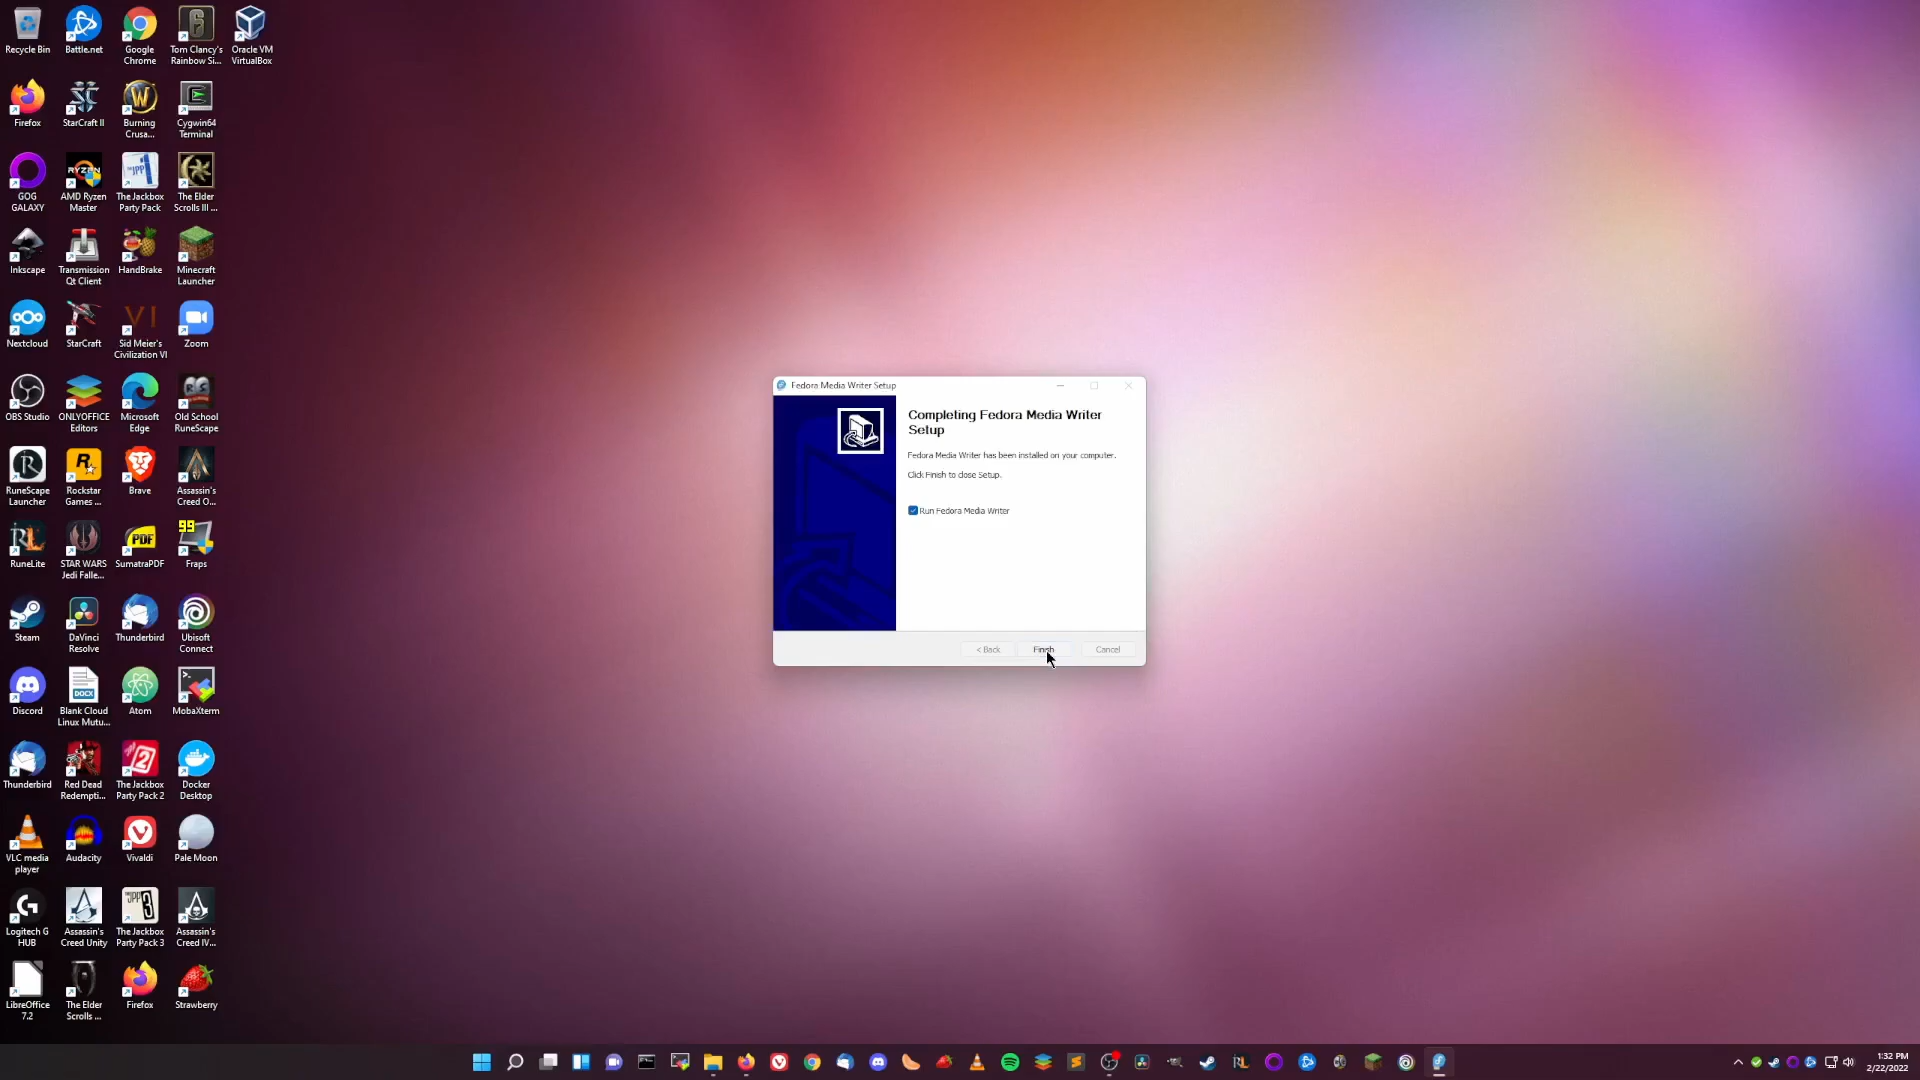 Recycle Bin
Battle.net
Google
Chrome
Tom Clancy's
Rainbow Si...
Oracle VM
VirtualBox
Firefox
StarCraft II
Burning
Crusa...
Cygwin64
Terminal
GOG
GALAXY
RYZEN
AMD Ryzen
Master
The Jackbox
Party Pack
The Elder
Scrolls III ...
Inkscape
Transmission
Qt Client
HandBrake
Minecraft
Launcher
Nextcloud
StarCraft
VI
Sid Meier's
Civilization VI
Zoom
OBS Studio
ONLYOFFICE
Editors
Microsoft
Edge
Old School
RuneScape
RuneScape
Launcher
Rockstar
Games ...
Brave
Assassin's
Creed O...
RuneLite
STAR WARS
Jedi Falle...
PDF
SumatraPDF
99
Fraps
Steam
DaVinci
Resolve
Thunderbird
Ubisoft
Connect
Discord
DOCX
Blank Cloud
Linux Mutu...
Atom
MobaXterm
Thunderbird
Red Dead
Redempti...
The Jackbox
Party Pack 2
Docker
Desktop
VLC media
player
Audacity
Vivaldi
Pale Moon
Logitech G
HUB
Assassin's
Creed Unity
The Jackbox
Party Pack 3
Assassin's
Creed IV...
LibreOffice
7.2
The Elder
Scrolls ...
Firefox
Strawberry
Fedora Media Writer Setup
Completing Fedora Media Writer
Setup
Fedora Media Writer has been installed on your computer.
Click Finish to close Setup.
Run Fedora Media Writer
< Back
Finish
Cancel
1:32 PM
2/22/2022